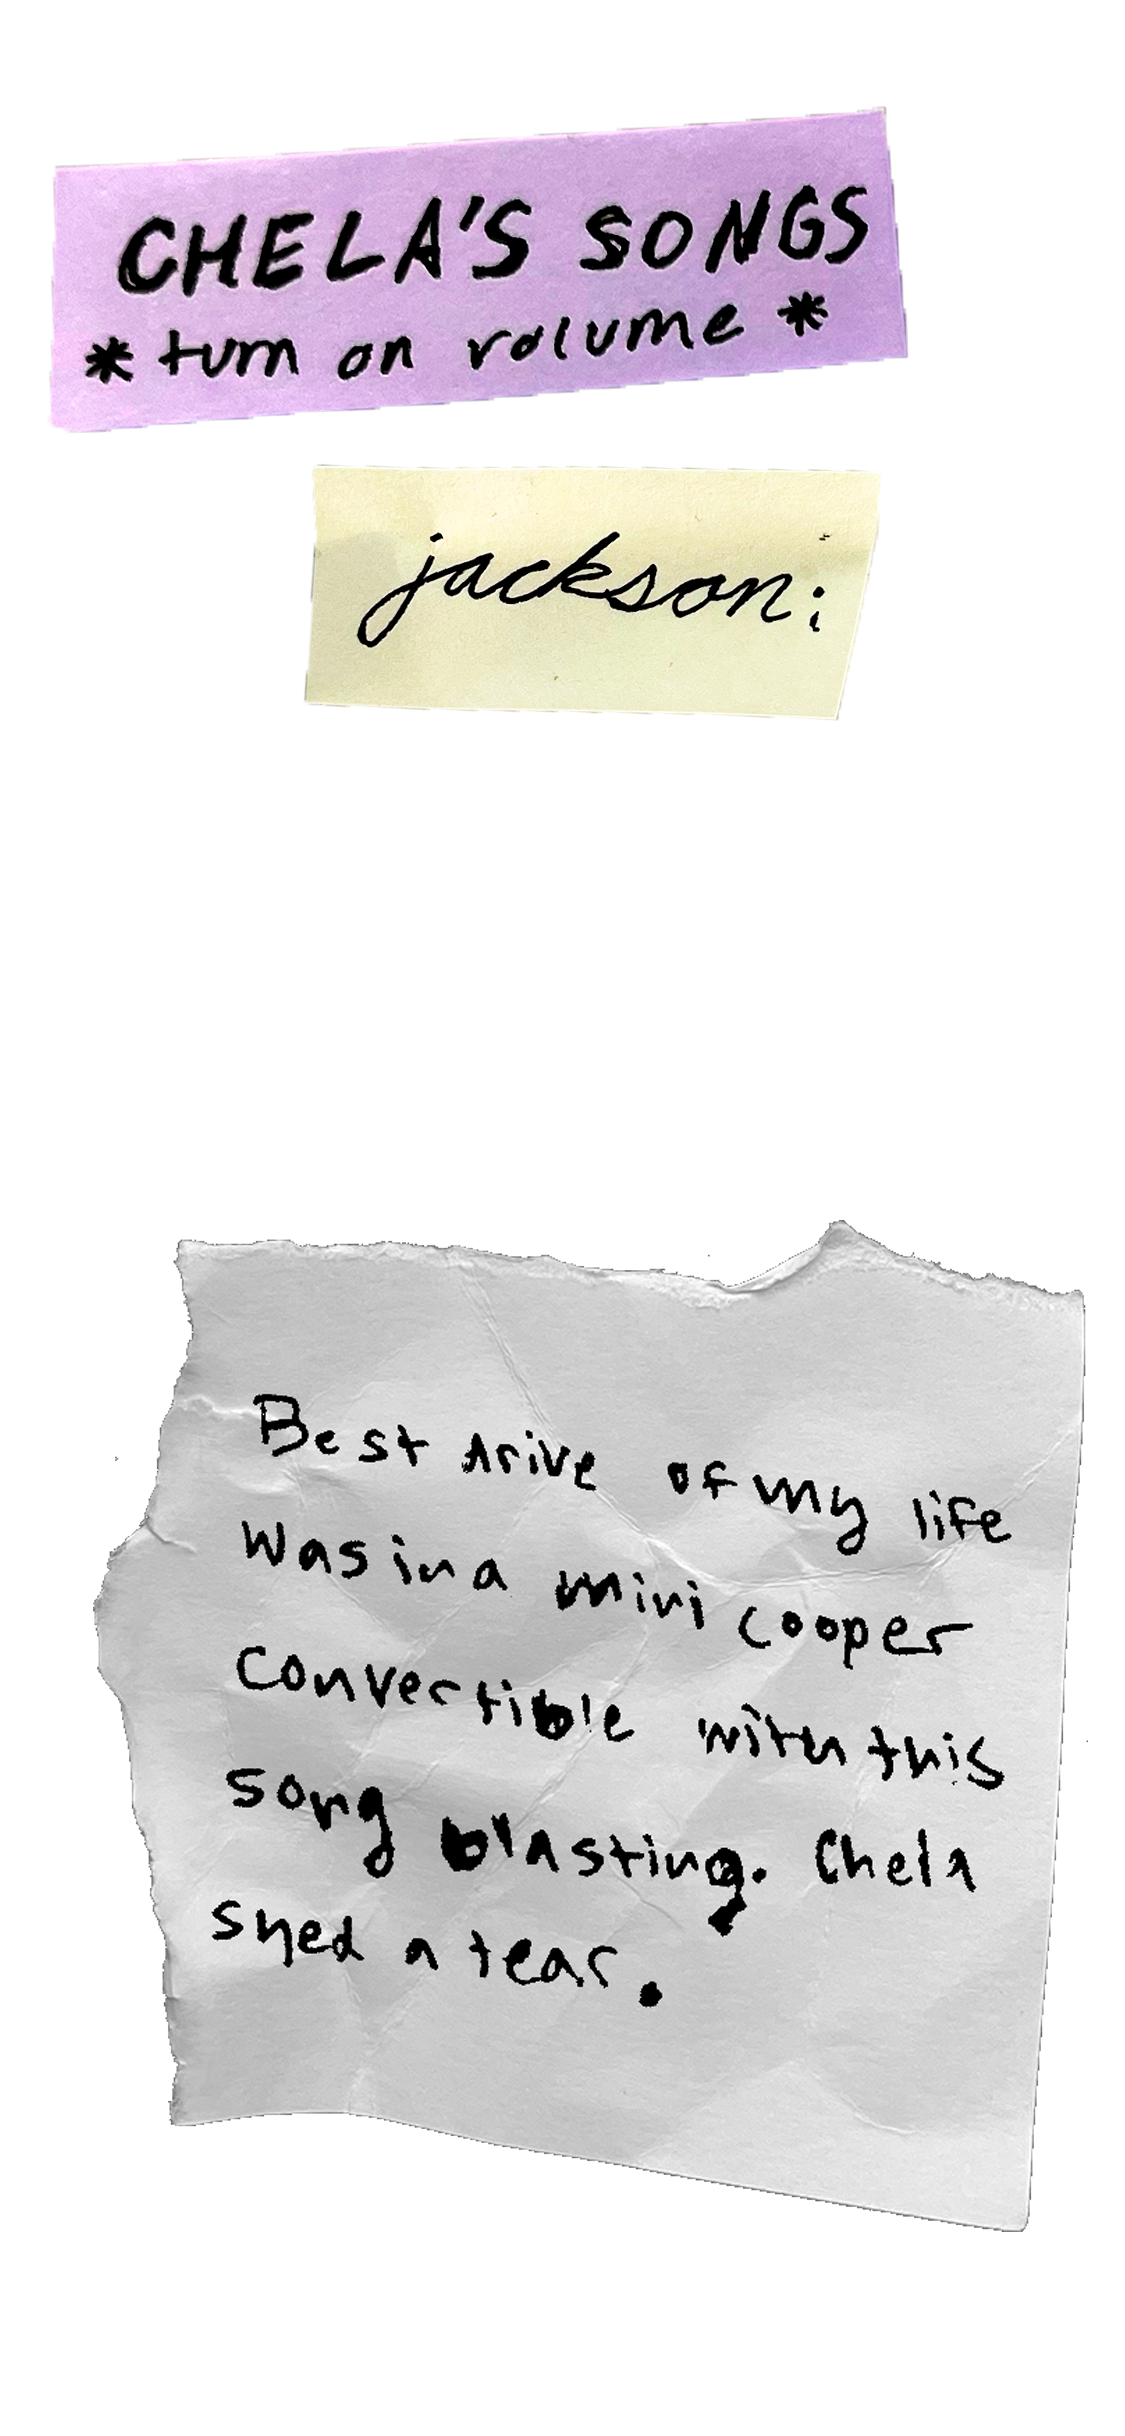 CHELA'S SONGS
* turn on volume *
jackson:
Best drive of my life
was in a mini cooper
convertible with this
song blasting. Chela
shed a tear.